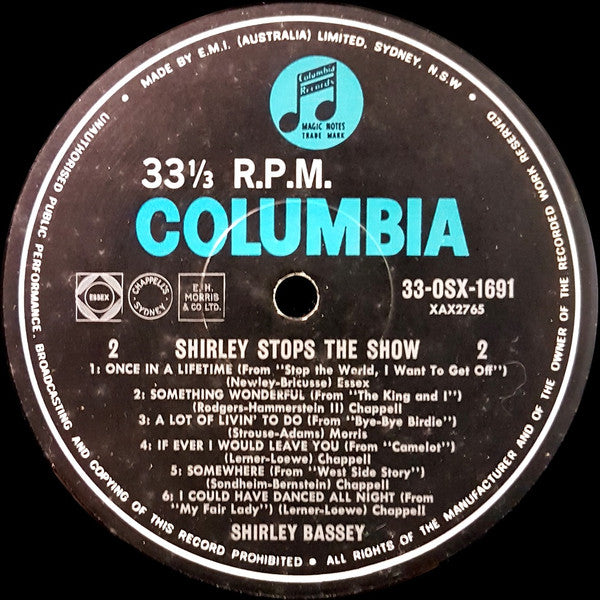 MADE BY E.M.I. (AUSTRALIA) LIMITED, SYDNEY, N.S.W • ALL RIGHTS OF THE MANUFACTURER AND OF THE OWNER OF THE RECORDED WORK RESERVED • UNAUTHORISED PUBLIC PERFORMANCE, BROADCASTING AND COPYING OF THIS RECORD PROHIBITED •
Columbia
Records
MAGIC NOTES
TRADE MARK
33⅓ R.P.M.
COLUMBIA
ESSEX
CHAPPELL'S
SYDNEY
E. H.
MORRIS
& CO. LTD.
33-OSX-1691
XAX2765
2 SHIRLEY STOPS THE SHOW 2
1: ONCE IN A LIFETIME (From "Stop the World, I Want To Get Off")
(Newley-Bricusse) Essex
2: SOMETHING WONDERFUL (From "The King and I")
(Rodgers-Hammerstein II) Chappell
3: A LOT OF LIVIN' TO DO (From "Bye-Bye Birdie")
(Strouse-Adams) Morris
4: IF EVER I WOULD LEAVE YOU (From "Camelot")
(Lerner-Loewe) Chappell
5: SOMEWHERE (From "West Side Story")
(Sondheim-Bernstein) Chappell
6: I COULD HAVE DANCED ALL NIGHT (From
"My Fair Lady") (Lerner-Loewe) Chappell
SHIRLEY BASSEY